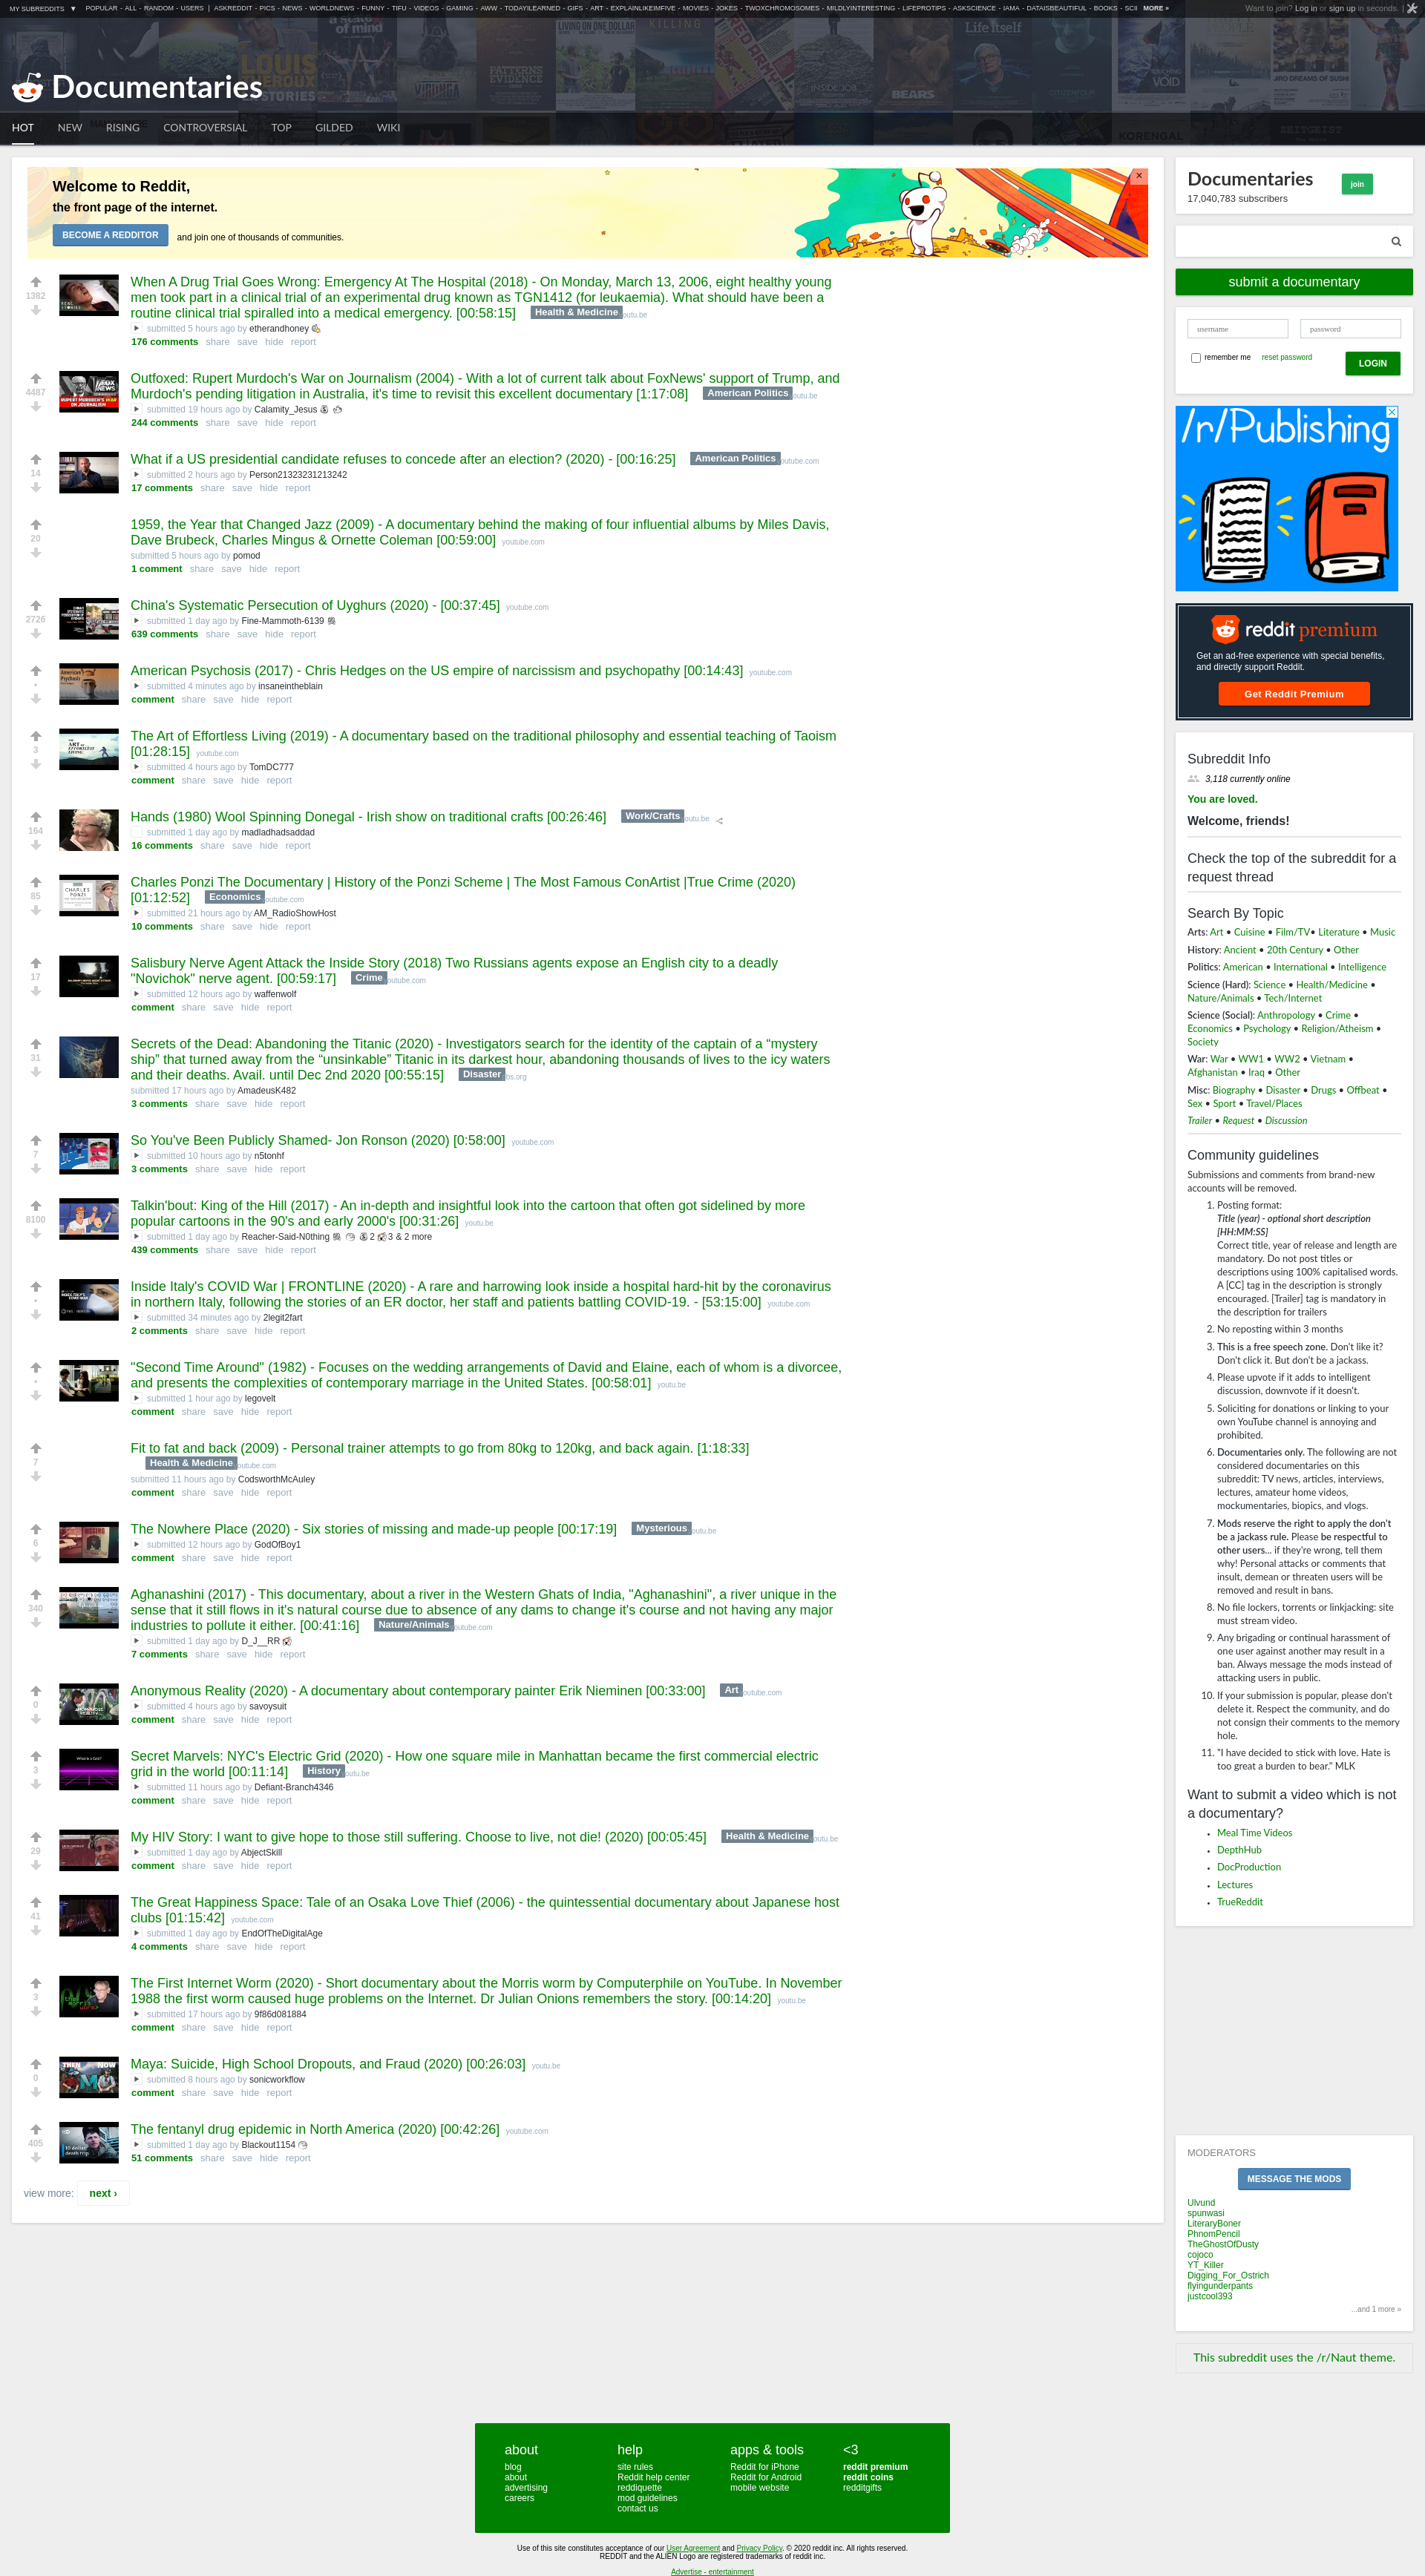 MY SUBREDDITS ▼ POPULAR - ALL - RANDOM - USERS | ASKREDDIT - PICS - NEWS - WORLDNEWS - FUNNY - TIFU - VIDEOS - GAMING - AWW - TODAYILEARNED - GIFS - ART - EXPLAINLIKEIMFIVE - MOVIES - JOKES - TWOXCHROMOSOMES - MILDLYINTERESTING - LIFEPROTIPS - ASKSCIENCE - IAMA - DATAISBEAUTIFUL - BOOKS - SCII MORE »
Want to join? Log in or sign up in seconds. |
Documentaries
HOT NEW RISING CONTROVERSIAL TOP GILDED WIKI
Welcome to Reddit,
the front page of the internet.
BECOME A REDDITOR and join one of thousands of communities.
1382
When A Drug Trial Goes Wrong: Emergency At The Hospital (2018) - On Monday, March 13, 2006, eight healthy young
men took part in a clinical trial of an experimental drug known as TGN1412 (for leukaemia). What should have been a
routine clinical trial spiralled into a medical emergency. [00:58:15] Health & Medicine outu.be
submitted 5 hours ago by etherandhoney
176 comments share save hide report
4487
Outfoxed: Rupert Murdoch's War on Journalism (2004) - With a lot of current talk about FoxNews' support of Trump, and
Murdoch's pending litigation in Australia, it's time to revisit this excellent documentary [1:17:08] American Politics outu.be
submitted 19 hours ago by Calamity_Jesus
244 comments share save hide report
14
What if a US presidential candidate refuses to concede after an election? (2020) - [00:16:25] American Politics outube.com
submitted 2 hours ago by Person21323231213242
17 comments share save hide report
20
1959, the Year that Changed Jazz (2009) - A documentary behind the making of four influential albums by Miles Davis,
Dave Brubeck, Charles Mingus & Ornette Coleman [00:59:00] youtube.com
submitted 5 hours ago by pomod
1 comment share save hide report
2726
China's Systematic Persecution of Uyghurs (2020) - [00:37:45] youtube.com
submitted 1 day ago by Fine-Mammoth-6139
639 comments share save hide report
•
American Psychosis (2017) - Chris Hedges on the US empire of narcissism and psychopathy [00:14:43] youtube.com
submitted 4 minutes ago by insaneintheblain
comment share save hide report
3
The Art of Effortless Living (2019) - A documentary based on the traditional philosophy and essential teaching of Taoism
[01:28:15] youtube.com
submitted 4 hours ago by TomDC777
comment share save hide report
164
Hands (1980) Wool Spinning Donegal - Irish show on traditional crafts [00:26:46] Work/Crafts outu.be
submitted 1 day ago by madladhadsaddad
16 comments share save hide report
85
Charles Ponzi The Documentary | History of the Ponzi Scheme | The Most Famous ConArtist |True Crime (2020)
[01:12:52] Economics outube.com
submitted 21 hours ago by AM_RadioShowHost
10 comments share save hide report
17
Salisbury Nerve Agent Attack the Inside Story (2018) Two Russians agents expose an English city to a deadly
"Novichok" nerve agent. [00:59:17] Crime outube.com
submitted 12 hours ago by waffenwolf
comment share save hide report
31
Secrets of the Dead: Abandoning the Titanic (2020) - Investigators search for the identity of the captain of a “mystery
ship” that turned away from the “unsinkable” Titanic in its darkest hour, abandoning thousands of lives to the icy waters
and their deaths. Avail. until Dec 2nd 2020 [00:55:15] Disaster bs.org
submitted 17 hours ago by AmadeusK482
3 comments share save hide report
7
So You've Been Publicly Shamed- Jon Ronson (2020) [0:58:00] youtube.com
submitted 10 hours ago by n5tonhf
3 comments share save hide report
8100
Talkin'bout: King of the Hill (2017) - An in-depth and insightful look into the cartoon that often got sidelined by more
popular cartoons in the 90's and early 2000's [00:31:26] youtu.be
submitted 1 day ago by Reacher-Said-N0thing 2 3 & 2 more
439 comments share save hide report
•
Inside Italy's COVID War | FRONTLINE (2020) - A rare and harrowing look inside a hospital hard-hit by the coronavirus
in northern Italy, following the stories of an ER doctor, her staff and patients battling COVID-19. - [53:15:00] youtube.com
submitted 34 minutes ago by 2legit2fart
2 comments share save hide report
•
"Second Time Around" (1982) - Focuses on the wedding arrangements of David and Elaine, each of whom is a divorcee,
and presents the complexities of contemporary marriage in the United States. [00:58:01] youtu.be
submitted 1 hour ago by legovelt
comment share save hide report
7
Fit to fat and back (2009) - Personal trainer attempts to go from 80kg to 120kg, and back again. [1:18:33]
Health & Medicine outube.com
submitted 11 hours ago by CodsworthMcAuley
comment share save hide report
6
The Nowhere Place (2020) - Six stories of missing and made-up people [00:17:19] Mysterious outu.be
submitted 12 hours ago by GodOfBoy1
comment share save hide report
340
Aghanashini (2017) - This documentary, about a river in the Western Ghats of India, "Aghanashini", a river unique in the
sense that it still flows in it's natural course due to absence of any dams to change it's course and not having any major
industries to pollute it either. [00:41:16] Nature/Animals outube.com
submitted 1 day ago by D_J__RR
7 comments share save hide report
0
Anonymous Reality (2020) - A documentary about contemporary painter Erik Nieminen [00:33:00] Art outube.com
submitted 4 hours ago by savoysuit
comment share save hide report
3
Secret Marvels: NYC's Electric Grid (2020) - How one square mile in Manhattan became the first commercial electric
grid in the world [00:11:14] History outu.be
submitted 11 hours ago by Defiant-Branch4346
comment share save hide report
29
My HIV Story: I want to give hope to those still suffering. Choose to live, not die! (2020) [00:05:45] Health & Medicine outu.be
submitted 1 day ago by AbjectSkill
comment share save hide report
41
The Great Happiness Space: Tale of an Osaka Love Thief (2006) - the quintessential documentary about Japanese host
clubs [01:15:42] youtube.com
submitted 1 day ago by EndOfTheDigitalAge
4 comments share save hide report
3
The First Internet Worm (2020) - Short documentary about the Morris worm by Computerphile on YouTube. In November
1988 the first worm caused huge problems on the Internet. Dr Julian Onions remembers the story. [00:14:20] youtu.be
submitted 17 hours ago by 9f86d081884
comment share save hide report
0
Maya: Suicide, High School Dropouts, and Fraud (2020) [00:26:03] youtu.be
submitted 8 hours ago by sonicworkflow
comment share save hide report
405
The fentanyl drug epidemic in North America (2020) [00:42:26] youtube.com
submitted 1 day ago by Blackout1154
51 comments share save hide report
view more: next ›
Documentaries
join
17,040,783 subscribers
submit a documentary
username password
remember me reset password LOGIN
/r/Publishing
reddit premium
Get an ad-free experience with special benefits,
and directly support Reddit.
Get Reddit Premium
Subreddit Info
3,118 currently online
You are loved.
Welcome, friends!
Check the top of the subreddit for a
request thread
Search By Topic
Arts: Art • Cuisine • Film/TV• Literature • Music
History: Ancient • 20th Century • Other
Politics: American • International • Intelligence
Science (Hard): Science • Health/Medicine •
Nature/Animals • Tech/Internet
Science (Social): Anthropology • Crime •
Economics • Psychology • Religion/Atheism •
Society
War: War • WW1 • WW2 • Vietnam •
Afghanistan • Iraq • Other
Misc: Biography • Disaster • Drugs • Offbeat •
Sex • Sport • Travel/Places
Trailer • Request • Discussion
Community guidelines
Submissions and comments from brand-new
accounts will be removed.
1. Posting format:
Title (year) - optional short description
[HH:MM:SS]
Correct title, year of release and length are
mandatory. Do not post titles or
descriptions using 100% capitalised words.
A [CC] tag in the description is strongly
encouraged. [Trailer] tag is mandatory in
the description for trailers
2. No reposting within 3 months
3. This is a free speech zone. Don't like it?
Don't click it. But don't be a jackass.
4. Please upvote if it adds to intelligent
discussion, downvote if it doesn't.
5. Soliciting for donations or linking to your
own YouTube channel is annoying and
prohibited.
6. Documentaries only. The following are not
considered documentaries on this
subreddit: TV news, articles, interviews,
lectures, amateur home videos,
mockumentaries, biopics, and vlogs.
7. Mods reserve the right to apply the don't
be a jackass rule. Please be respectful to
other users... if they're wrong, tell them
why! Personal attacks or comments that
insult, demean or threaten users will be
removed and result in bans.
8. No file lockers, torrents or linkjacking: site
must stream video.
9. Any brigading or continual harassment of
one user against another may result in a
ban. Always message the mods instead of
attacking users in public.
10. If your submission is popular, please don't
delete it. Respect the community, and do
not consign their comments to the memory
hole.
11. "I have decided to stick with love. Hate is
too great a burden to bear." MLK
Want to submit a video which is not
a documentary?
• Meal Time Videos
• DepthHub
• DocProduction
• Lectures
• TrueReddit
MODERATORS
MESSAGE THE MODS
Ulvund
spunwasi
LiteraryBoner
PhnomPencil
TheGhostOfDusty
cojoco
YT_Killer
Digging_For_Ostrich
flyingunderpants
justcool393
...and 1 more »
This subreddit uses the /r/Naut theme.
about
blog
about
advertising
careers
help
site rules
Reddit help center
reddiquette
mod guidelines
contact us
apps & tools
Reddit for iPhone
Reddit for Android
mobile website
<3
reddit premium
reddit coins
redditgifts
Use of this site constitutes acceptance of our User Agreement and Privacy Policy. © 2020 reddit inc. All rights reserved.
REDDIT and the ALIEN Logo are registered trademarks of reddit inc.
Advertise - entertainment